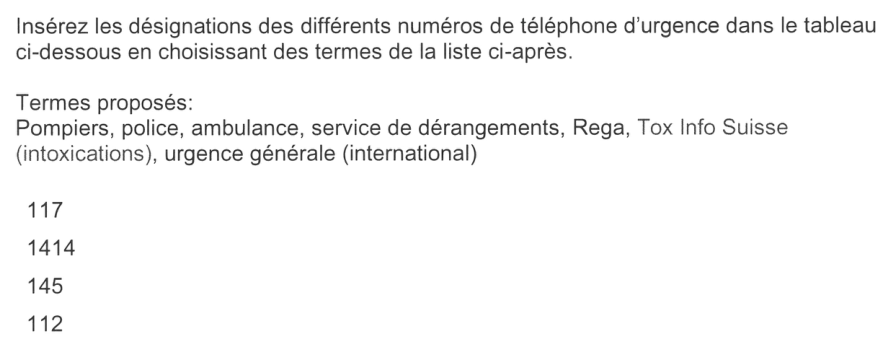 Insérez les désignations des différents numéros de téléphone d'urgence dans le tableau
ci-dessous en choisissant des termes de la liste ci-après.
Termes proposés:
Pompiers, police, ambulance, service de dérangements, Rega, Tox Info Suisse
(intoxications), urgence générale (international)
117
1414
145
112